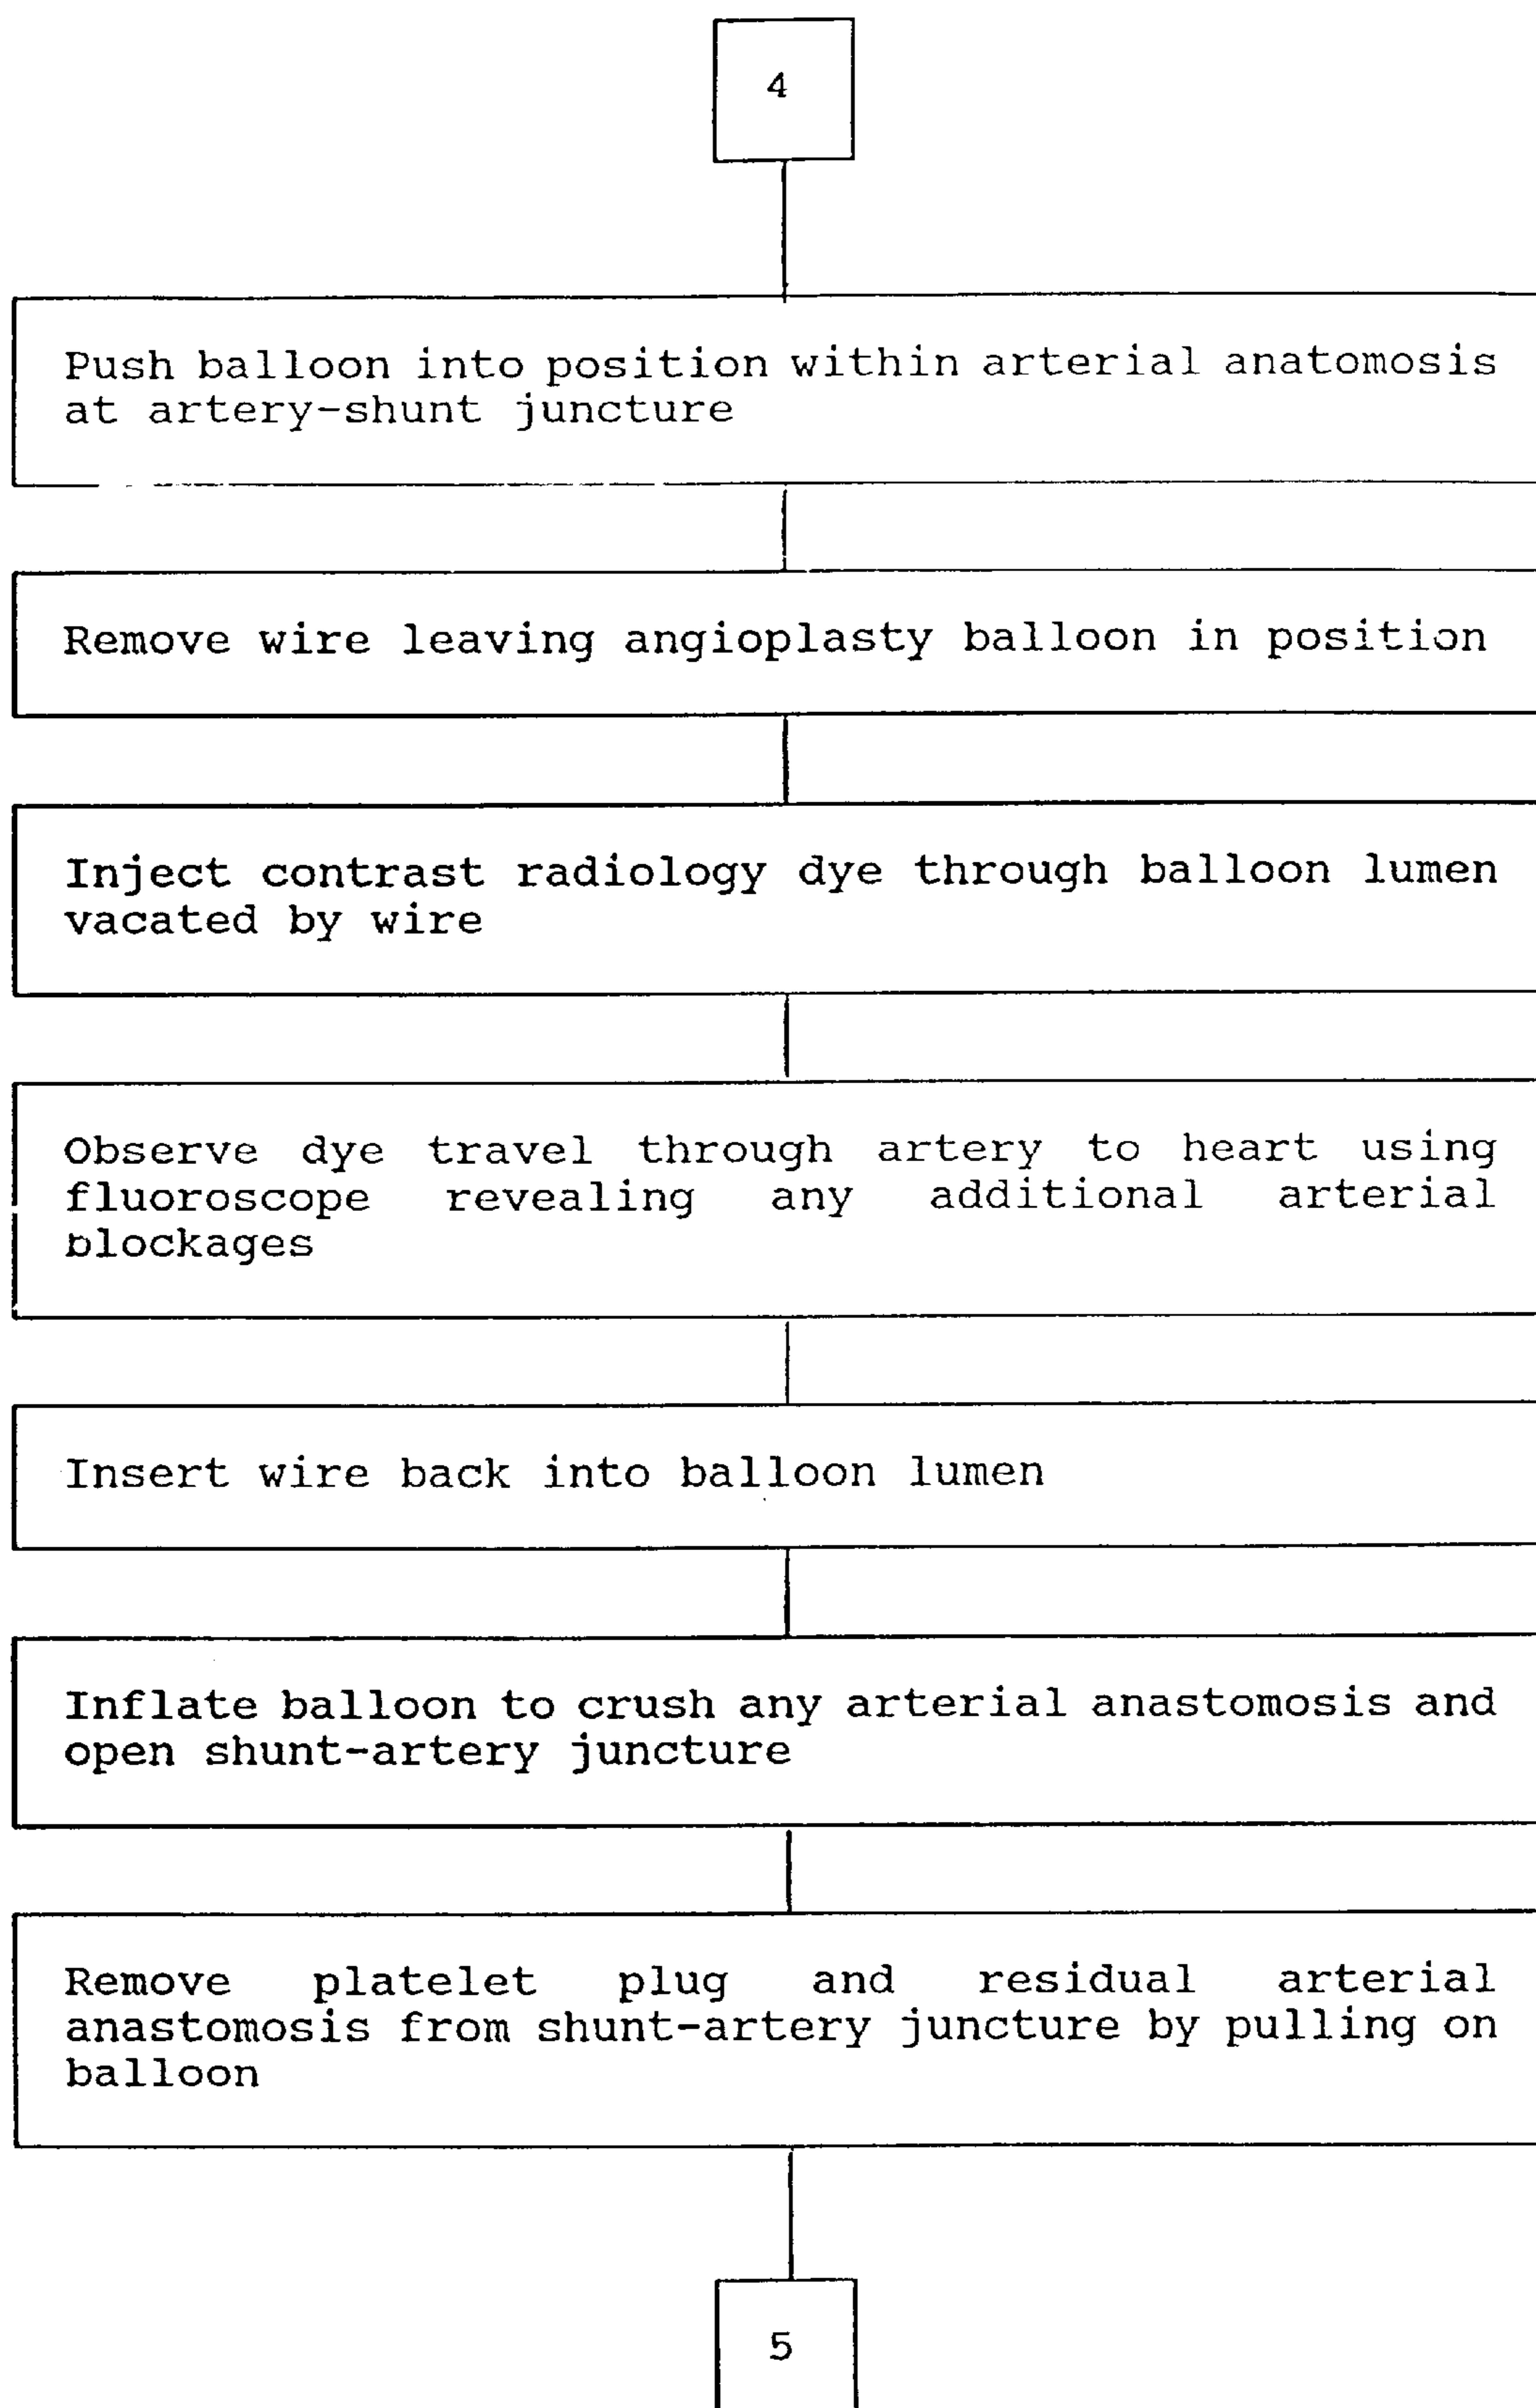 4
Push balloon into position within arterial anatomosis
at artery-shunt juncture
Remove wire leaving angioplasty balloon in position
Inject contrast radiology dye through balloon lumen
vacated by wire
Observe dye travel through artery to heart using
fluoroscope revealing any additional arterial
blockages
Insert wire back into balloon lumen
Inflate balloon to crush any arterial anastomosis and
open shunt-artery juncture
Remove platelet plug and residual arterial
anastomosis from shunt-artery juncture by pulling on
balloon
5